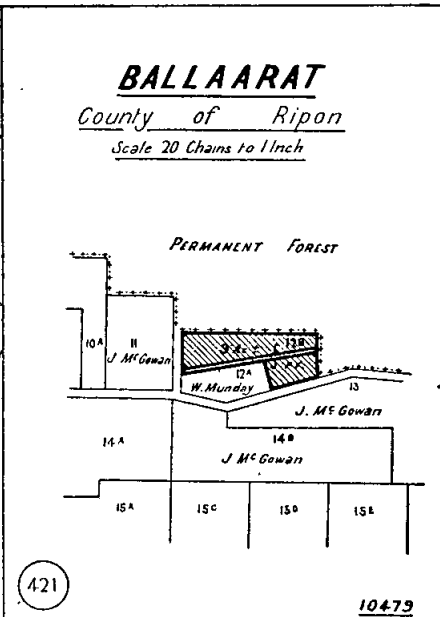 BALLAARAT
County of Ripon
Scale 20 Chains to 1 Inch
PERMANENT FOREST
10A
11
J. McGowan
12B
12A
W. Munday
13
J. McGowan
14A
14B
J. McGowan
15A
15C
15D
15E
421
10479